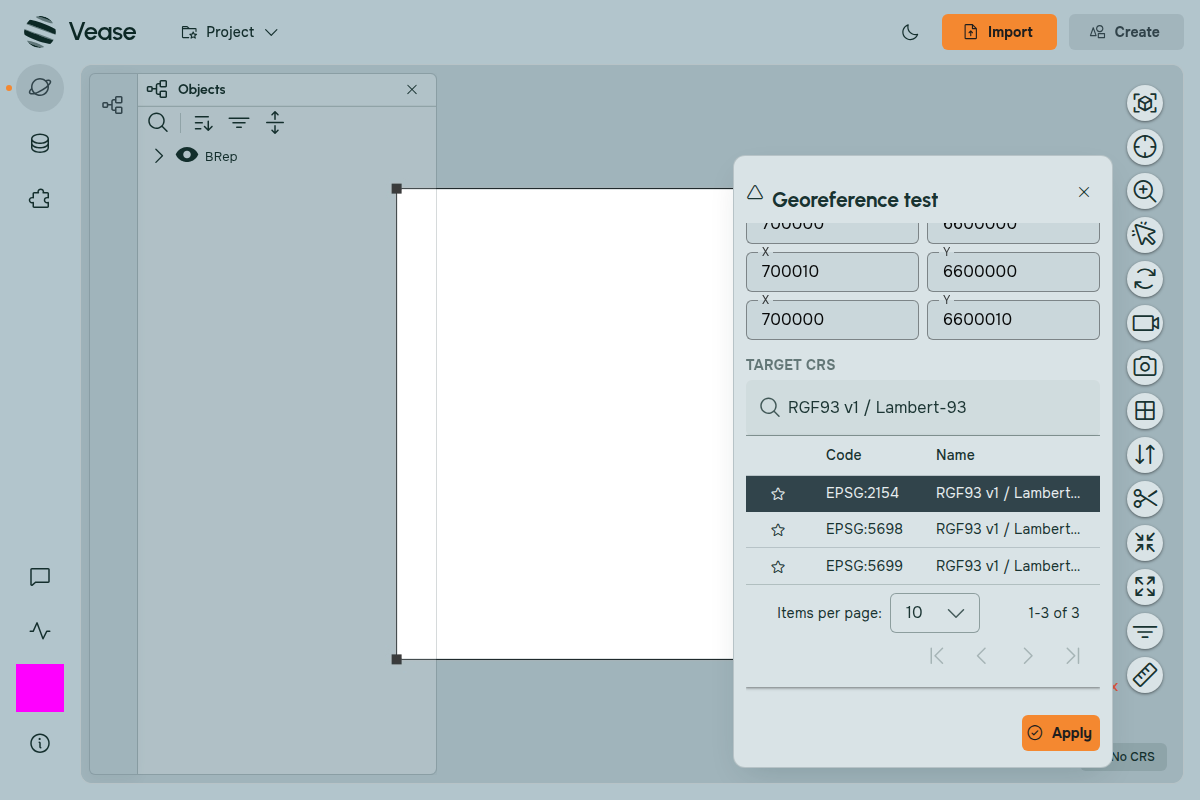 Vease
Project
Import
Create
Objects
BRep
Georeference test
700000
6600000
X
Y
700010
6600000
X
Y
700000
6600010
TARGET CRS
RGF93 v1 / Lambert-93
Code
Name
EPSG:2154
RGF93 v1 / Lambert...
EPSG:5698
RGF93 v1 / Lambert...
EPSG:5699
RGF93 v1 / Lambert...
Items per page:
10
1-3 of 3
X
Apply
No CRS